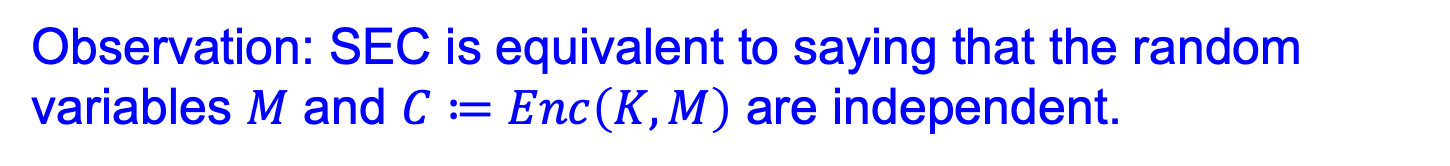 Observation: SEC is equivalent to saying that the random
variables 𝑀 and 𝐶 ≔ 𝐸𝑛𝑐(𝐾, 𝑀) are independent.